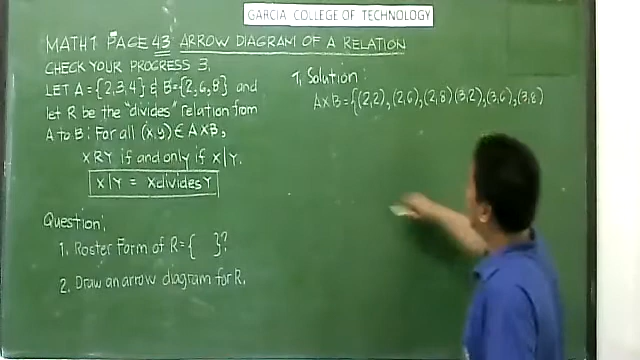 GARCIA COLLEGE OF TECHNOLOGY
MATH 1 PAGE 43 ARROW DIAGRAM OF A RELATION
CHECK YOUR PROGRESS 3.
LET A = {2,3,4} & B = {2,6,8} and
let R be the "divides" relation from
A to B: For all (x,y) ∈ AXB,
x R Y if and only if x | Y.
x | Y = x divides Y
Question:
1. Roster Form of R = { }?
2. Draw an arrow diagram for R.
1. Solution:
A x B = {(2,2),(2,6),(2,8)(3,2),(3,6),(3,8)